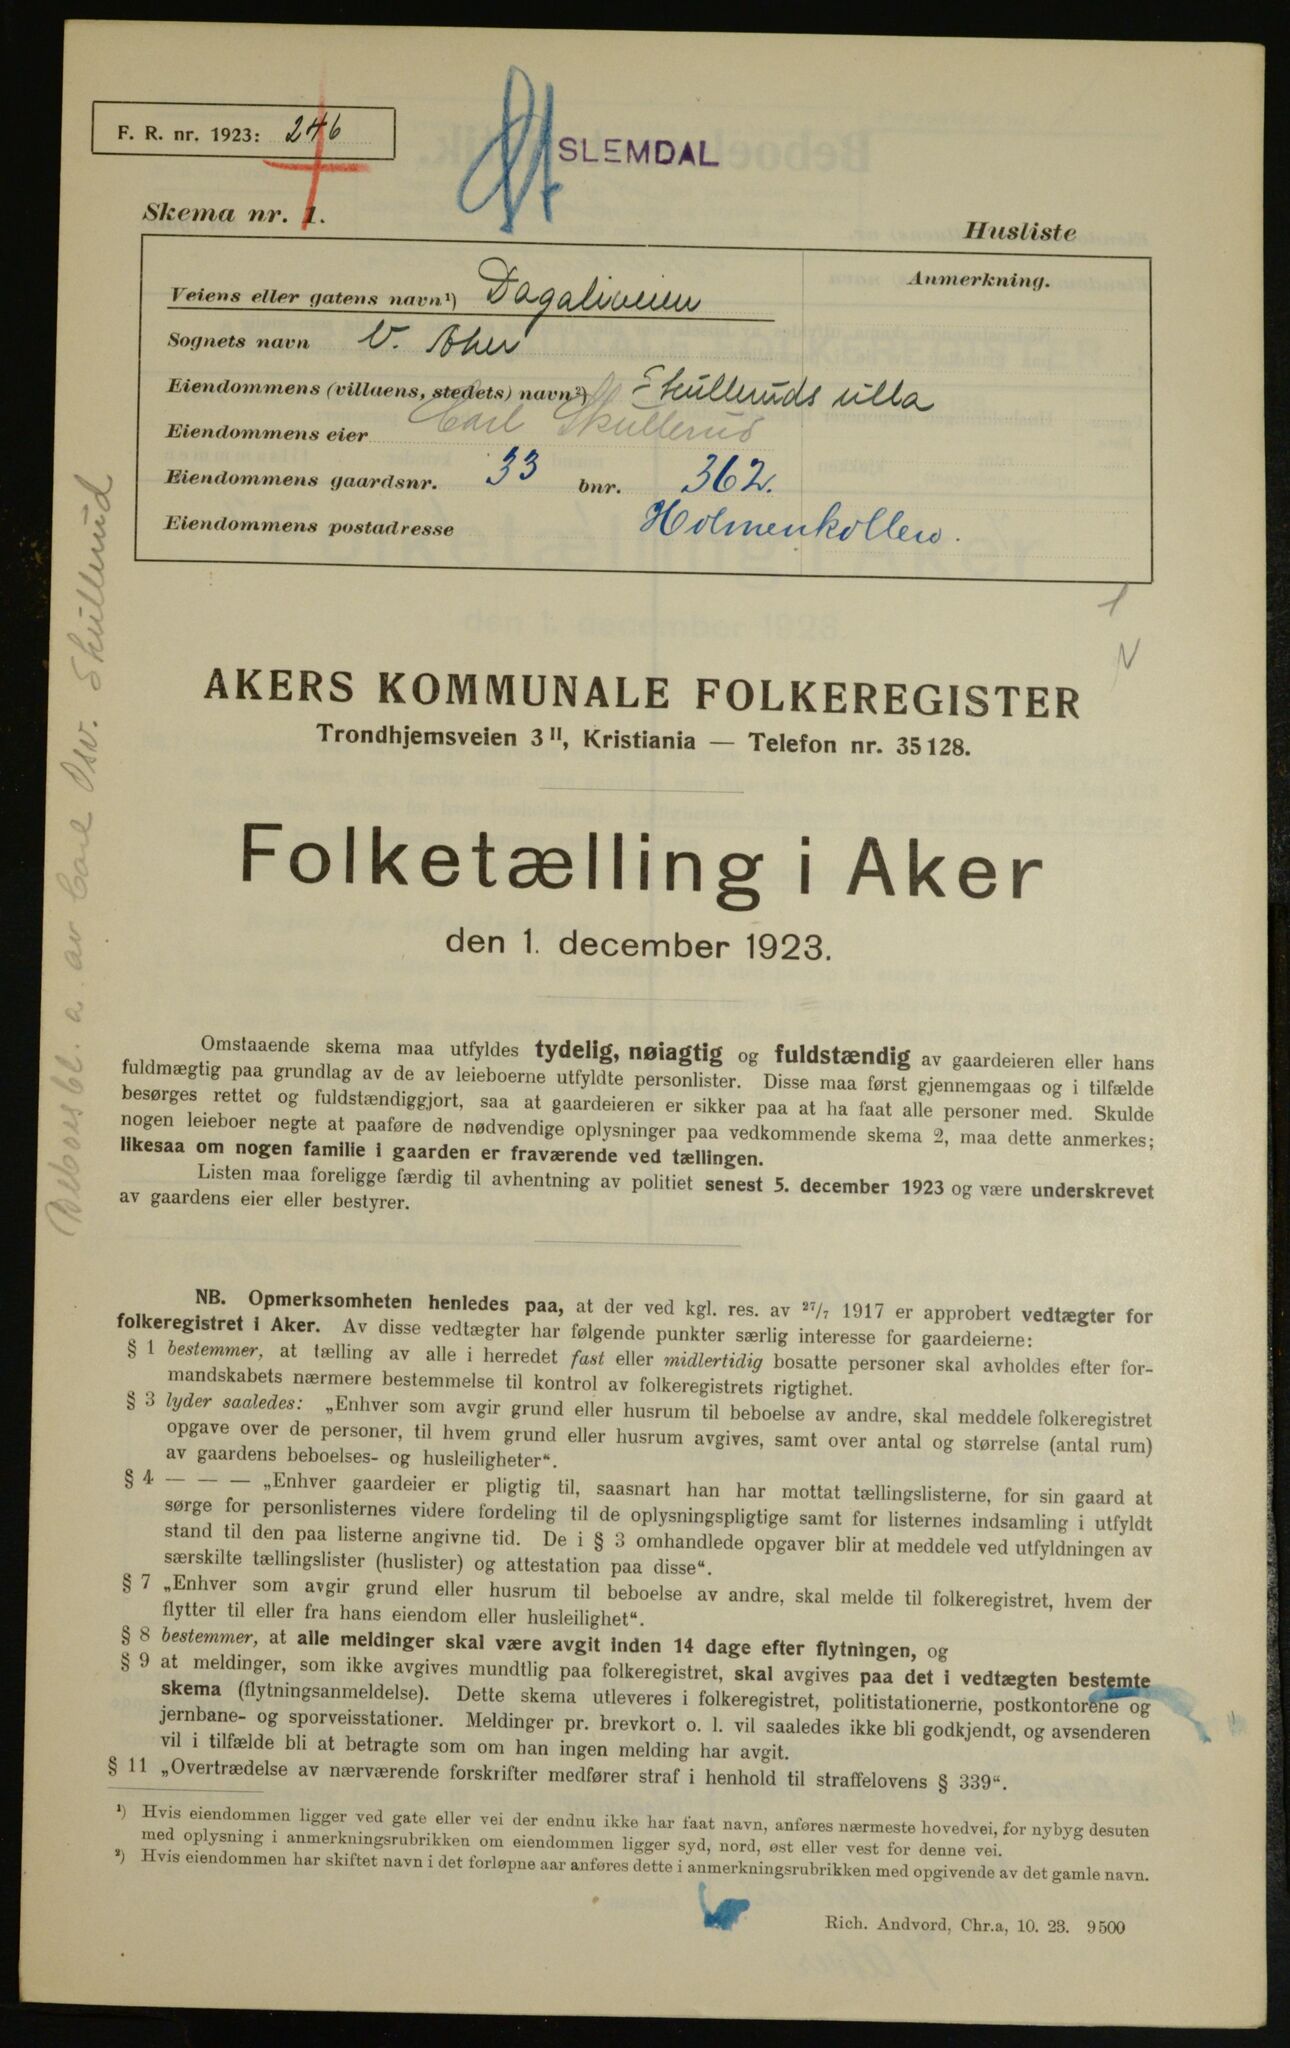 F. R. nr. 1923: 246
SLEMDAL
Skema nr. 1.
Husliste
Anmerkning.
Veiens eller gatens navn¹) Dagaliveien
Sognets navn V. Aker
Eiendommens (villaens, stedets) navn²) Skulleruds villa
Eiendommens eier Carl Skullerud
Eiendommens gaardsnr. 33 bnr. 362.
Eiendommens postadresse Holmenkollen.
1
N
av Carl Osv. Skullerud
AKERS KOMMUNALE FOLKEREGISTER
Trondhjemsveien 3 II, Kristiania — Telefon nr. 35 128.
Folketælling i Aker
den 1. december 1923.
Omstaaende skema maa utfyldes tydelig, nøiagtig og fuldstændig av gaardeieren eller hans
fuldmægtig paa grundlag av de av leieboerne utfyldte personlister. Disse maa først gjennemgaas og i tilfælde
besørges rettet og fuldstændiggjort, saa at gaardeieren er sikker paa at ha faat alle personer med. Skulde
nogen leieboer negte at paaføre de nødvendige oplysninger paa vedkommende skema 2, maa dette anmerkes;
likesaa om nogen familie i gaarden er fraværende ved tællingen.
Listen maa foreligge færdig til avhentning av politiet senest 5. december 1923 og være underskrevet
av gaardens eier eller bestyrer.
NB. Opmerksomheten henledes paa, at der ved kgl. res. av 27/7 1917 er approbert vedtægter for
folkeregistret i Aker. Av disse vedtægter har følgende punkter særlig interesse for gaardeierne:
§ 1 bestemmer, at tælling av alle i herredet fast eller midlertidig bosatte personer skal avholdes efter for-
mandskabets nærmere bestemmelse til kontrol av folkeregistrets rigtighet.
§ 3 lyder saaledes: „Enhver som avgir grund eller husrum til beboelse av andre, skal meddele folkeregistret
opgave over de personer, til hvem grund eller husrum avgives, samt over antal og størrelse (antal rum)
av gaardens beboelses- og husleiligheter“.
§ 4 — — — „Enhver gaardeier er pligtig til, saasnart han har mottat tællingslisterne, for sin gaard at
sørge for personlisternes videre fordeling til de oplysningspligtige samt for listernes indsamling i utfyldt
stand til den paa listerne angivne tid. De i § 3 omhandlede opgaver blir at meddele ved utfyldningen av
særskilte tællingslister (huslister) og attestation paa disse“.
§ 7 „Enhver som avgir grund eller husrum til beboelse av andre, skal melde til folkeregistret, hvem der
flytter til eller fra hans eiendom eller husleilighet“.
§ 8 bestemmer, at alle meldinger skal være avgit inden 14 dage efter flytningen, og
§ 9 at meldinger, som ikke avgives mundtlig paa folkeregistret, skal avgives paa det i vedtægten bestemte
skema (flytningsanmeldelse). Dette skema utleveres i folkeregistret, politistationerne, postkontorene og
jernbane- og sporveisstationer. Meldinger pr. brevkort o. l. vil saaledes ikke bli godkjendt, og avsenderen
vil i tilfælde bli at betragte som om han ingen melding har avgit.
§ 11 „Overtrædelse av nærværende forskrifter medfører straf i henhold til straffelovens § 339“.
¹) Hvis eiendommen ligger ved gate eller vei der endnu ikke har faat navn, anføres nærmeste hovedvei, for nybyg desuten
med oplysning i anmerkningsrubrikken om eiendommen ligger syd, nord, øst eller vest for denne vei.
²) Hvis eiendommen har skiftet navn i det forløpne aar anføres dette i anmerkningsrubrikken med opgivende av det gamle navn.
Rich. Andvord, Chr.a, 10. 23. 9500